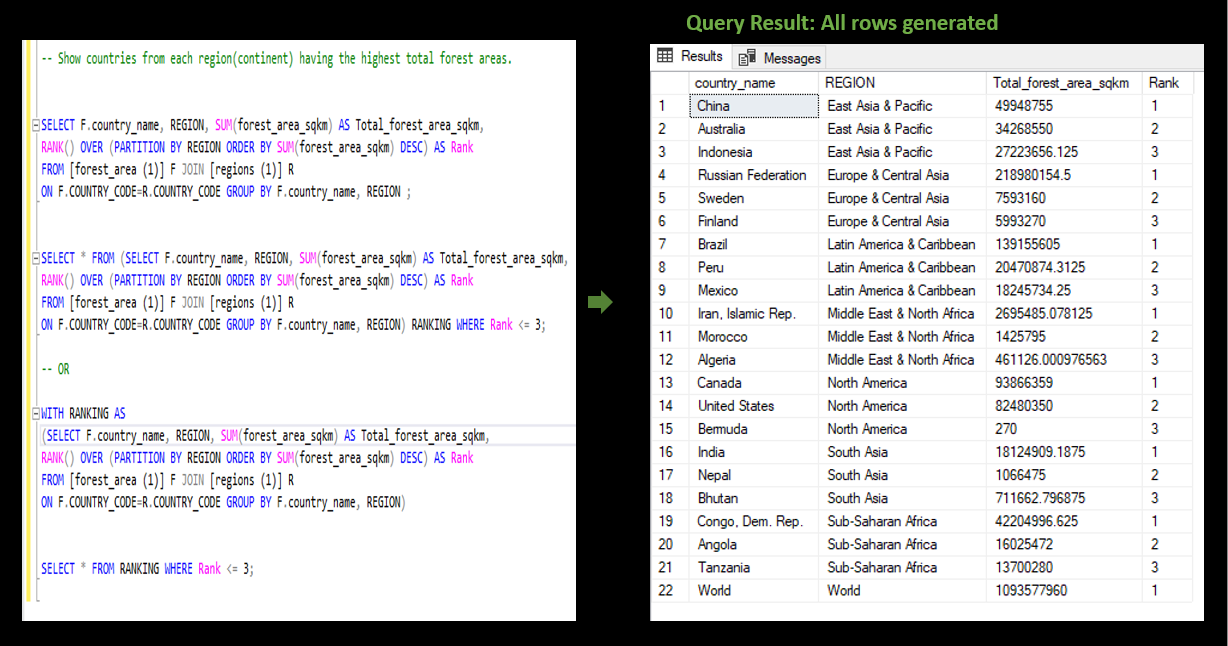 Query Result: All rows generated
-- Show countries from each region(continent) having the highest total forest areas.
SELECT F.country_name, REGION, SUM(forest_area_sqkm) AS Total_forest_area_sqkm,
RANK() OVER (PARTITION BY REGION ORDER BY SUM(forest_area_sqkm) DESC) AS Rank
FROM [forest_area (1)] F JOIN [regions (1)] R
ON F.COUNTRY_CODE=R.COUNTRY_CODE GROUP BY F.country_name, REGION ;
SELECT * FROM (SELECT F.country_name, REGION, SUM(forest_area_sqkm) AS Total_forest_area_sqkm,
RANK() OVER (PARTITION BY REGION ORDER BY SUM(forest_area_sqkm) DESC) AS Rank
FROM [forest_area (1)] F JOIN [regions (1)] R
ON F.COUNTRY_CODE=R.COUNTRY_CODE GROUP BY F.country_name, REGION) RANKING WHERE Rank <= 3;
-- OR
WITH RANKING AS
(SELECT F.country_name, REGION, SUM(forest_area_sqkm) AS Total_forest_area_sqkm,
RANK() OVER (PARTITION BY REGION ORDER BY SUM(forest_area_sqkm) DESC) AS Rank
FROM [forest_area (1)] F JOIN [regions (1)] R
ON F.COUNTRY_CODE=R.COUNTRY_CODE GROUP BY F.country_name, REGION)
SELECT * FROM RANKING WHERE Rank <= 3;
Results Messages
country_name REGION Total_forest_area_sqkm Rank
1 China East Asia & Pacific 49948755 1
2 Australia East Asia & Pacific 34268550 2
3 Indonesia East Asia & Pacific 27223656.125 3
4 Russian Federation Europe & Central Asia 218980154.5 1
5 Sweden Europe & Central Asia 7593160 2
6 Finland Europe & Central Asia 5993270 3
7 Brazil Latin America & Caribbean 139155605 1
8 Peru Latin America & Caribbean 20470874.3125 2
9 Mexico Latin America & Caribbean 18245734.25 3
10 Iran, Islamic Rep. Middle East & North Africa 2695485.078125 1
11 Morocco Middle East & North Africa 1425795 2
12 Algeria Middle East & North Africa 461126.000976563 3
13 Canada North America 93866359 1
14 United States North America 82480350 2
15 Bermuda North America 270 3
16 India South Asia 18124909.1875 1
17 Nepal South Asia 1066475 2
18 Bhutan South Asia 711662.796875 3
19 Congo, Dem. Rep. Sub-Saharan Africa 42204996.625 1
20 Angola Sub-Saharan Africa 16025472 2
21 Tanzania Sub-Saharan Africa 13700280 3
22 World World 1093577960 1